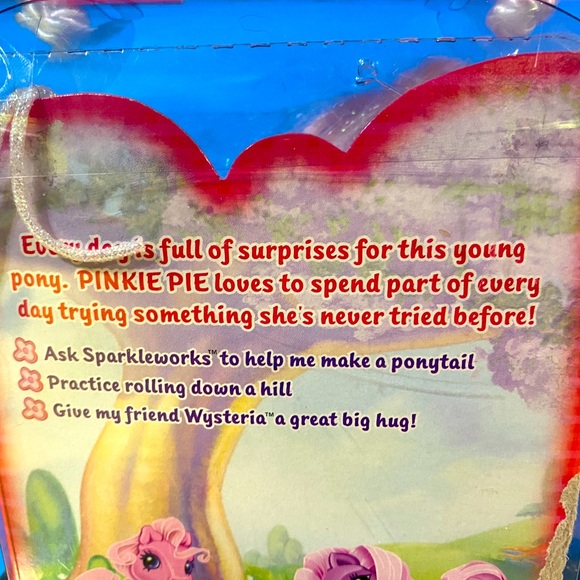 Every day is full of surprises for this young
pony. PINKIE PIE loves to spend part of every
day trying something she's never tried before!
Ask Sparkleworks™ to help me make a ponytail
Practice rolling down a hill
Give my friend Wysteria™ a great big hug!